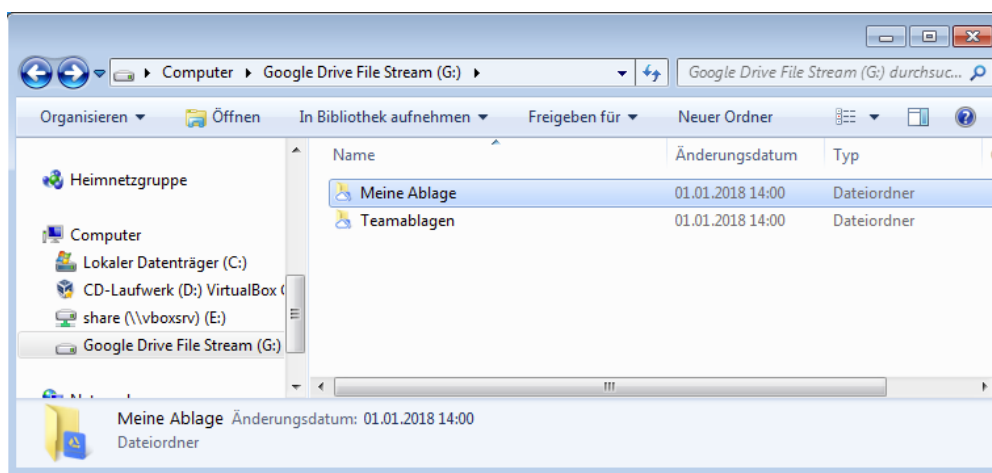 Computer Google Drive File Stream (G:) Google Drive File Stream (G:) durchsuc...
Organisieren Öffnen In Bibliothek aufnehmen Freigeben für Neuer Ordner
Name Änderungsdatum Typ
Heimnetzgruppe
Meine Ablage 01.01.2018 14:00 Dateiordner
Teamablagen 01.01.2018 14:00 Dateiordner
Computer
Lokaler Datenträger (C:)
CD-Laufwerk (D:) VirtualBox
share (\\vboxsrv) (E:)
Google Drive File Stream (G:)
Meine Ablage Änderungsdatum: 01.01.2018 14:00
Dateiordner